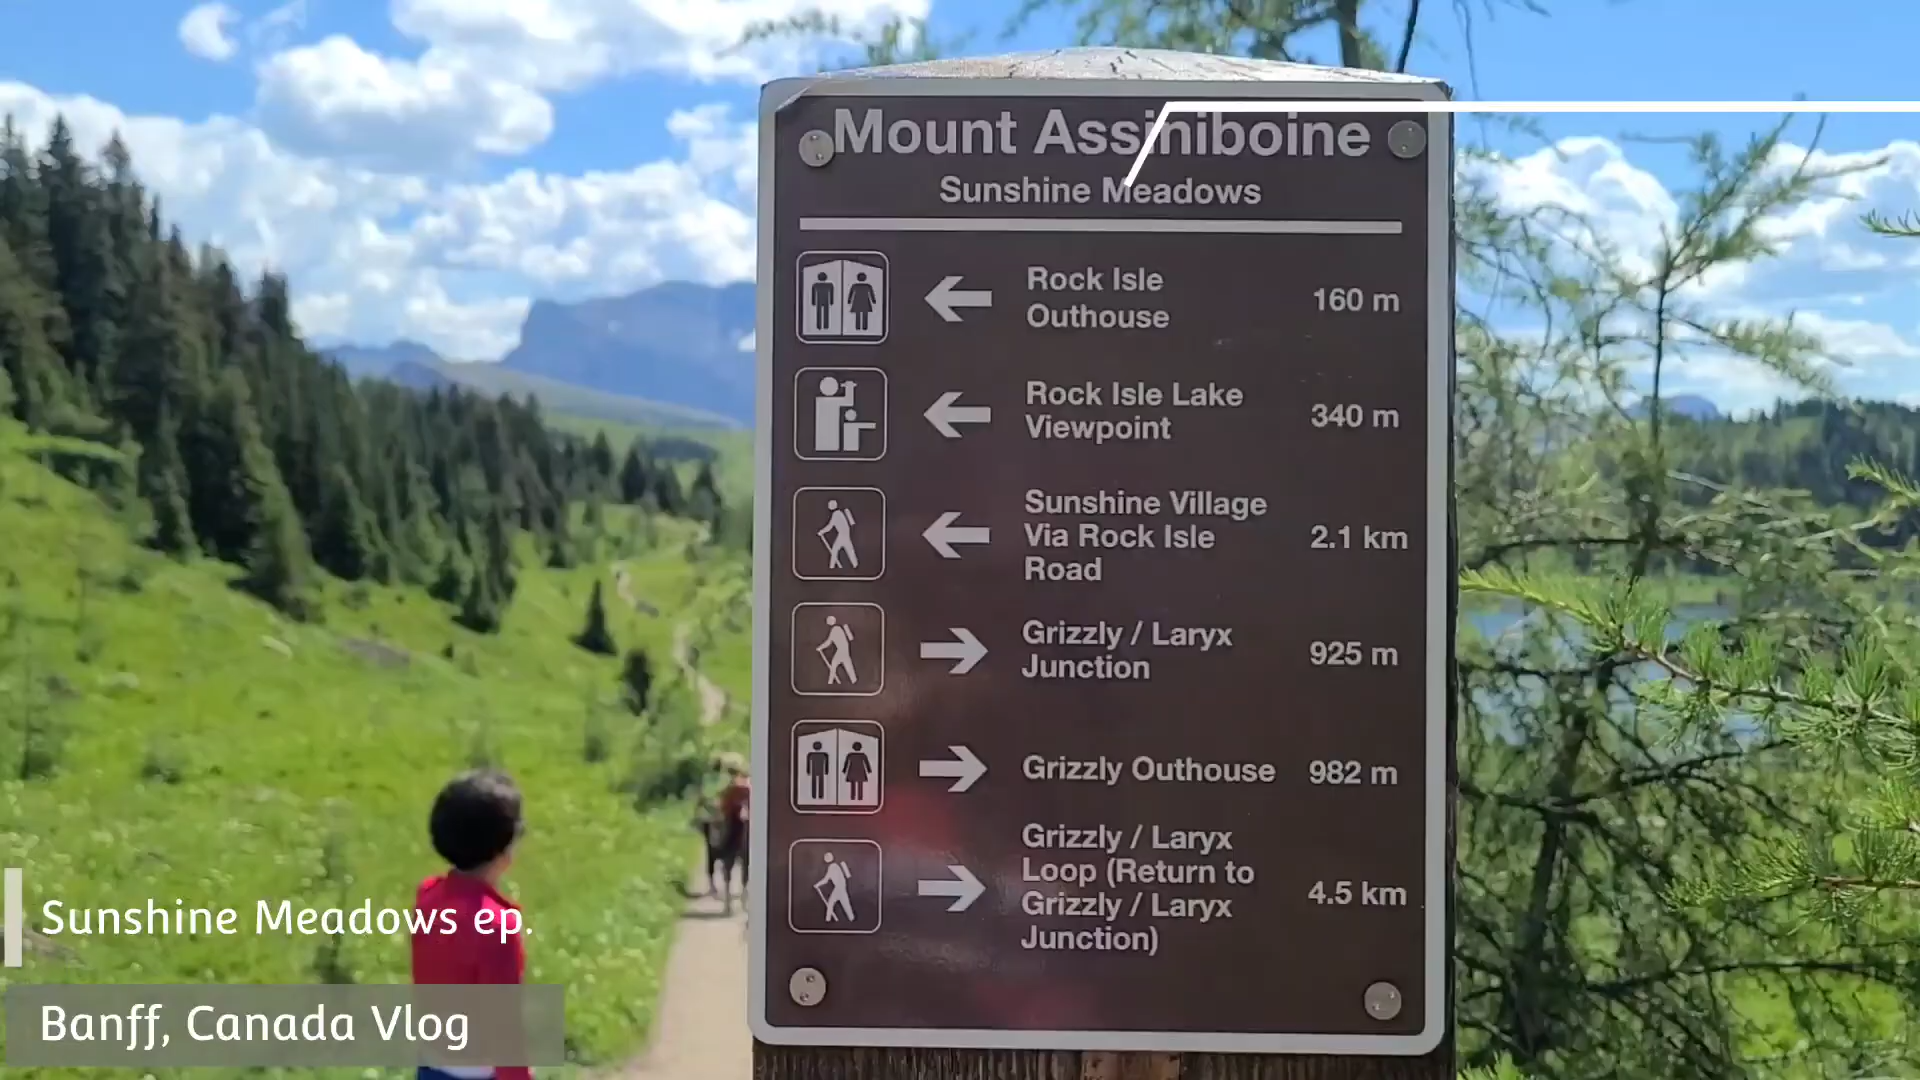 Mount Assiniboine
Sunshine Meadows
Rock Isle
Outhouse
160 m
Rock Isle Lake
Viewpoint
340 m
Sunshine Village
Via Rock Isle
Road
2.1 km
Grizzly / Laryx
Junction
925 m
Grizzly Outhouse
982 m
Grizzly / Laryx
Loop (Return to
Grizzly / Laryx
Junction)
4.5 km
Sunshine Meadows ep.
Banff, Canada Vlog